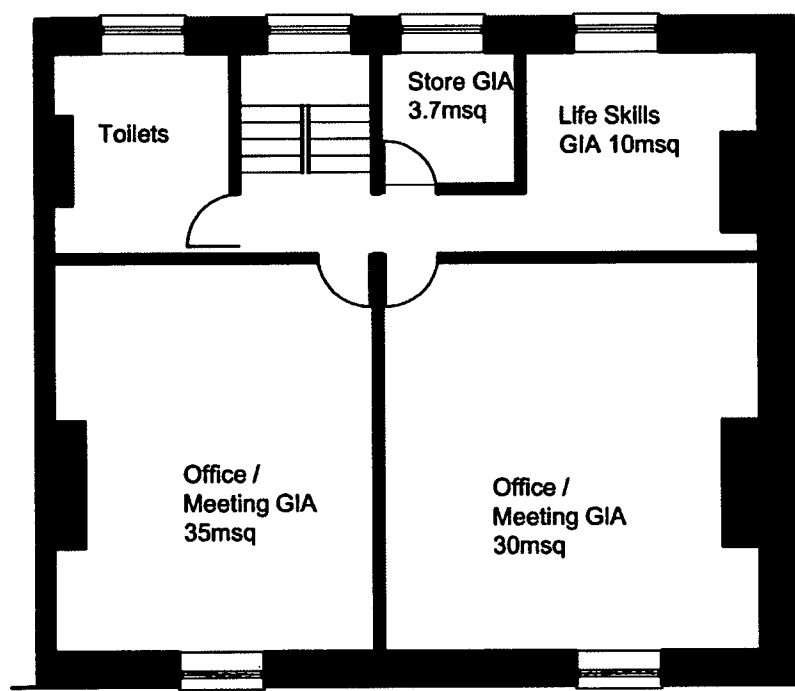 Toilets
Store GIA
3.7msq
Life Skills
GIA 10msq
Office /
Meeting GIA
35msq
Office /
Meeting GIA
30msq